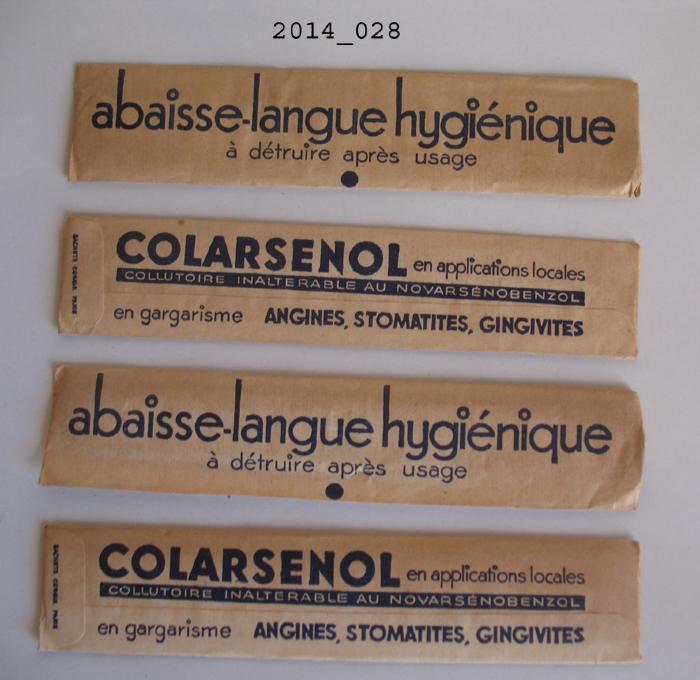 2014_028
abaisse-langue hygiénique
à détruire après usage
COLARSENOL en applications locales
COLLUTOIRE INALTERABLE AU NOVARSÉNOBENZOL
en gargarisme ANGINES, STOMATITES, GINGIVITES
abaisse-langue hygiénique
à détruire après usage
COLARSENOL en applications locales
COLLUTOIRE INALTERABLE AU NOVARSÉNOBENZOL
en gargarisme ANGINES, STOMATITES, GINGIVITES